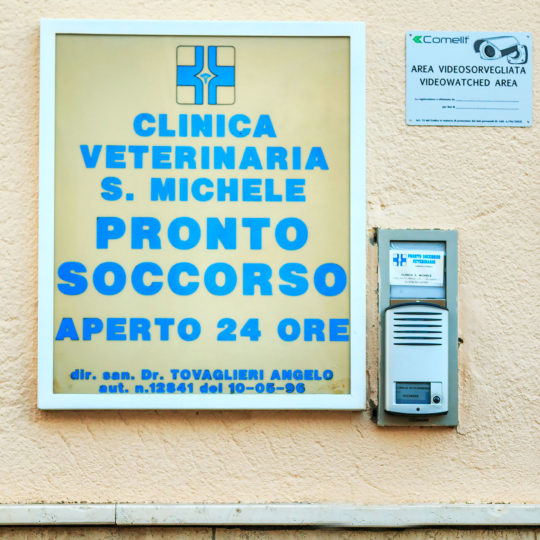 CLINICA
VETERINARIA
S. MICHELE
PRONTO
SOCCORSO
APERTO 24 ORE
dir. san. Dr. TOVAGLIERI ANGELO
aut. n.12841 del 10-05-96
Comelit
AREA VIDEOSORVEGLIATA
VIDEOWATCHED AREA
PRONTO SOCCORSO
VETERINARIO